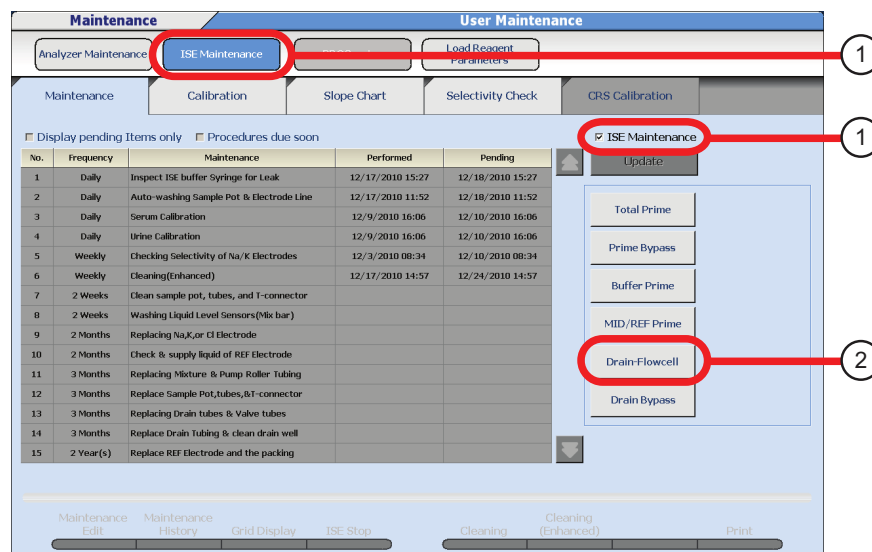 Maintenance User Maintenance
Analyzer Maintenance ISE Maintenance Load Reagent Parameters
1
Maintenance Calibration Slope Chart Selectivity Check CRS Calibration
Display pending Items only Procedures due soon ISE Maintenance
1
No. Frequency Maintenance Performed Pending
Update
1 Daily Inspect ISE buffer Syringe for Leak 12/17/2010 15:27 12/18/2010 15:27
2 Daily Auto-washing Sample Pot & Electrode Line 12/17/2010 11:52 12/18/2010 11:52
3 Daily Serum Calibration 12/9/2010 16:06 12/10/2010 16:06
4 Daily Urine Calibration 12/9/2010 16:06 12/10/2010 16:06
5 Weekly Checking Selectivity of Na/K Electrodes 12/3/2010 08:34 12/10/2010 08:34
6 Weekly Cleaning(Enhanced) 12/17/2010 14:57 12/24/2010 14:57
7 2 Weeks Clean sample pot, tubes, and T-connector
8 2 Weeks Washing Liquid Level Sensors(Mix bar)
9 2 Months Replacing Na,K,or Cl Electrode
10 2 Months Check & supply liquid of REF Electrode
11 3 Months Replacing Mixture & Pump Roller Tubing
12 3 Months Replace Sample Pot,tubes,&T-connector
13 3 Months Replacing Drain tubes & Valve tubes
14 3 Months Replace Drain Tubing & clean drain well
15 2 Year(s) Replace REF Electrode and the packing
Total Prime
Prime Bypass
Buffer Prime
MID/REF Prime
Drain-Flowcell
2
Drain Bypass
Maintenance Edit
Maintenance History
Grid Display
ISE Stop
Cleaning
Cleaning (Enhanced)
Print